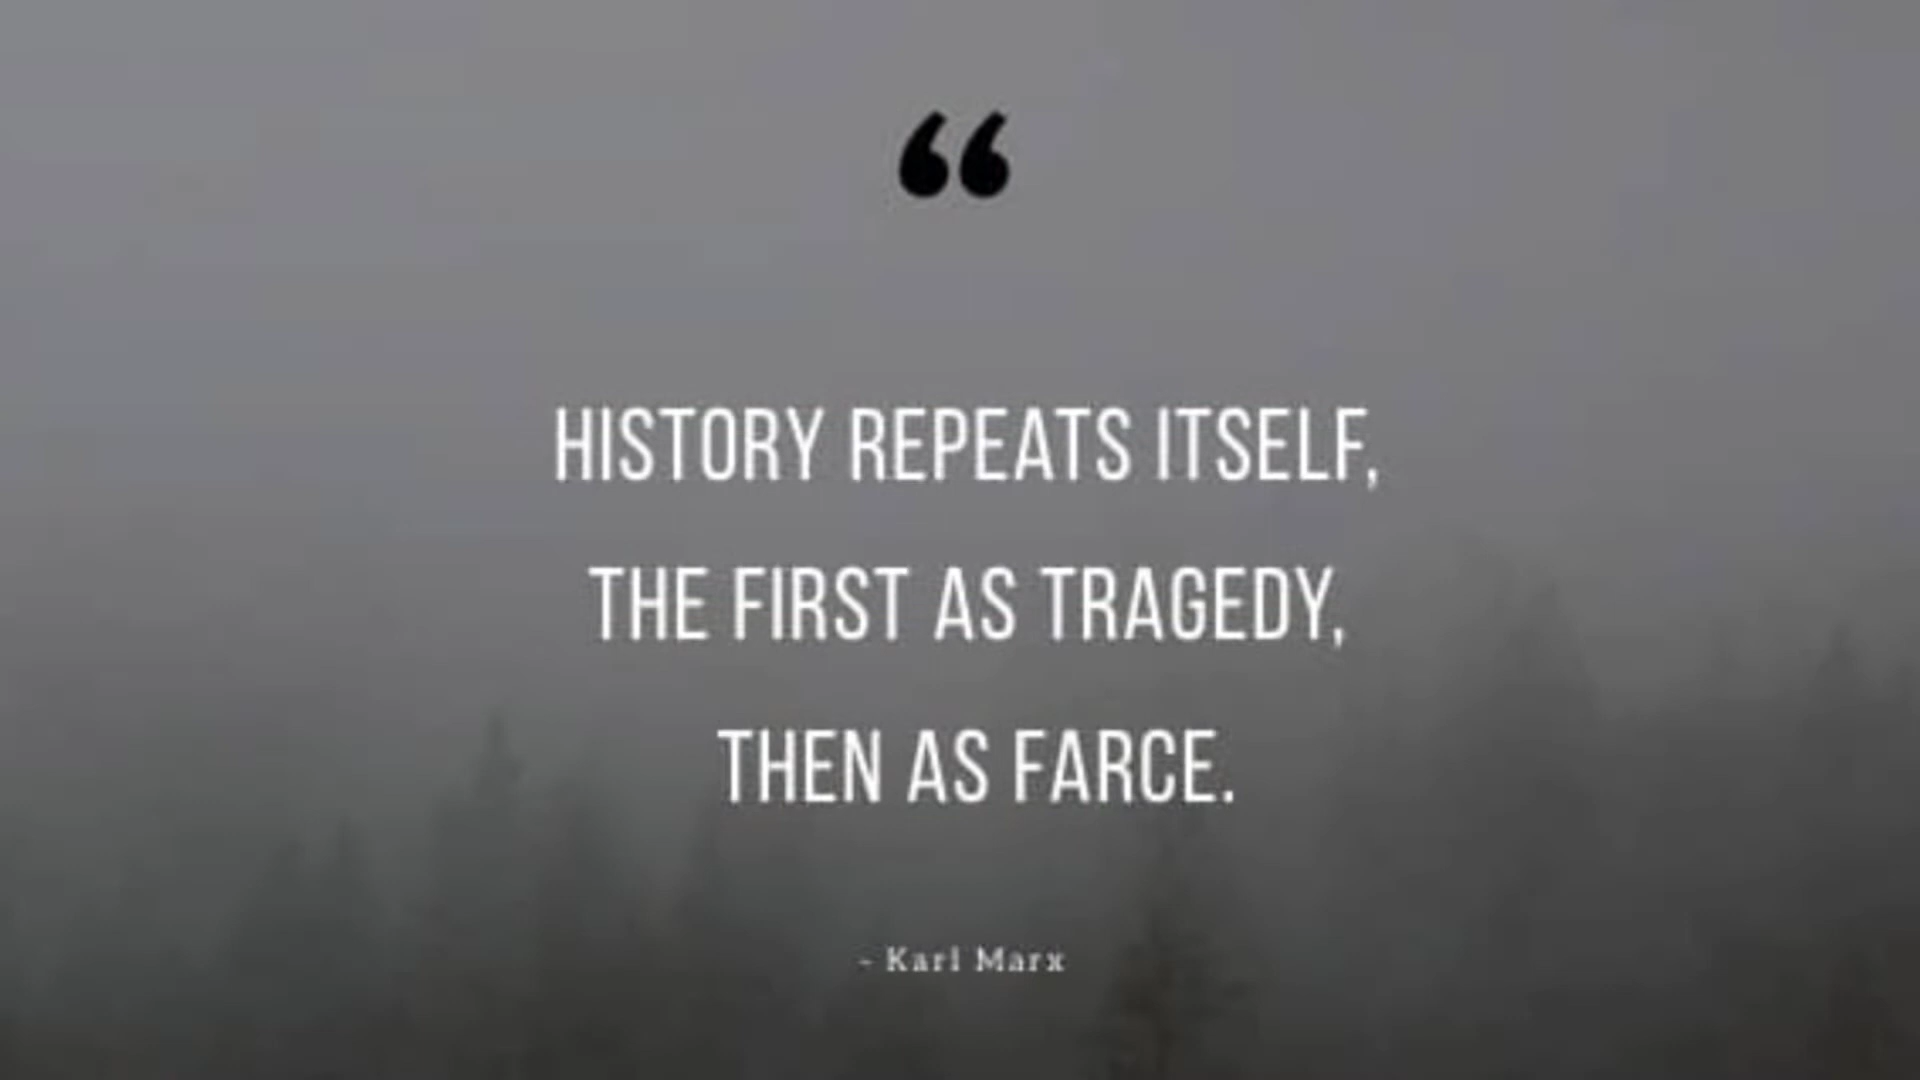 “
HISTORY REPEATS ITSELF,
THE FIRST AS TRAGEDY,
THEN AS FARCE.
- Karl Marx